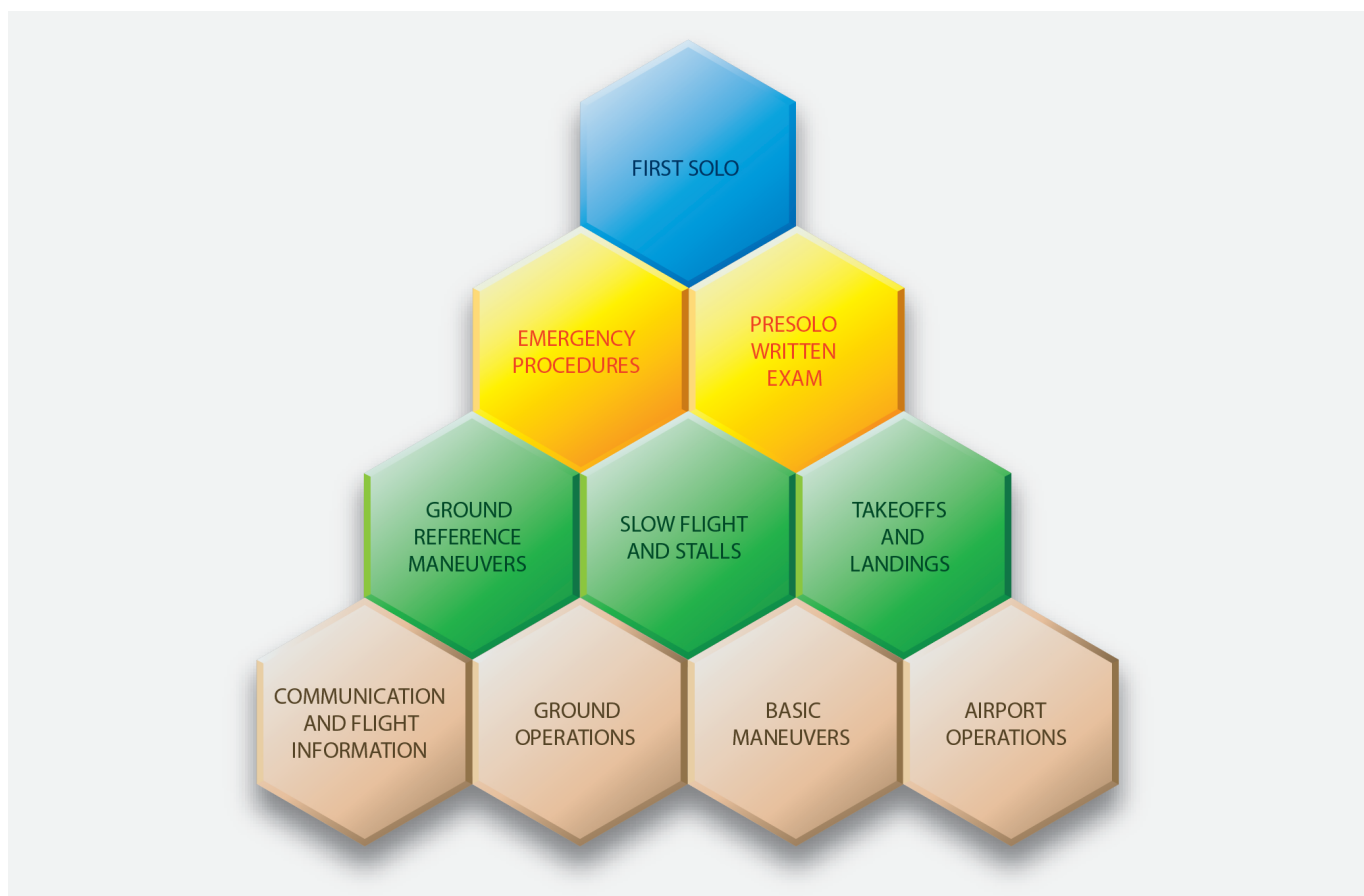 FIRST SOLO
EMERGENCY
PROCEDURES
PRESOLO
WRITTEN
EXAM
GROUND
REFERENCE
MANEUVERS
SLOW FLIGHT
AND STALLS
TAKEOFFS
AND
LANDINGS
COMMUNICATION
AND FLIGHT
INFORMATION
GROUND
OPERATIONS
BASIC
MANEUVERS
AIRPORT
OPERATIONS